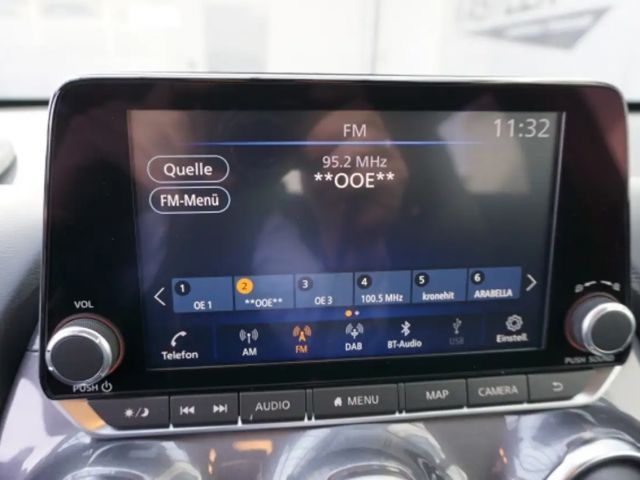 FM
11:32
Quelle
95.2 MHz
**OOE**
FM-Menü
1 2 3 4 5 6
OE 1 **OOE** OE 3 100.5 MHz kronehit ARABELLA
Telefon AM FM DAB BT-Audio USB Einstell.
VOL
PUSH
PUSH SOUND
AUDIO MENU MAP CAMERA